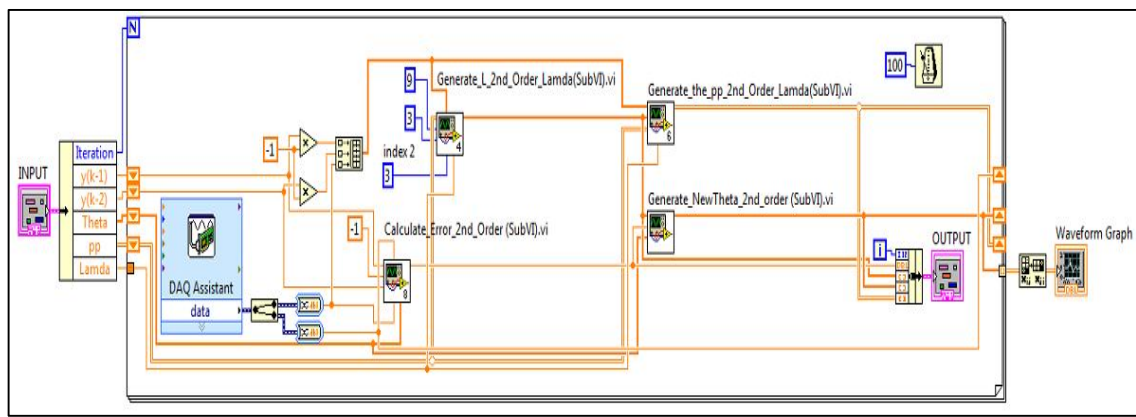 N
100
9
Generate_L_2nd_Order_Lamda(SubVI).vi
Generate_the_pp_2nd_Order_Lamda(SubVI).vi
3
4
6
-1
index 2
3
INPUT
Iteration
y(k-1)
y(k-2)
Theta
pp
Lamda
DAQ Assistant
data
-1
Calculate_Error_2nd_Order (SubVI).vi
8
Generate_NewTheta_2nd_order (SubVI).vi
7
i
OUTPUT
Waveform Graph